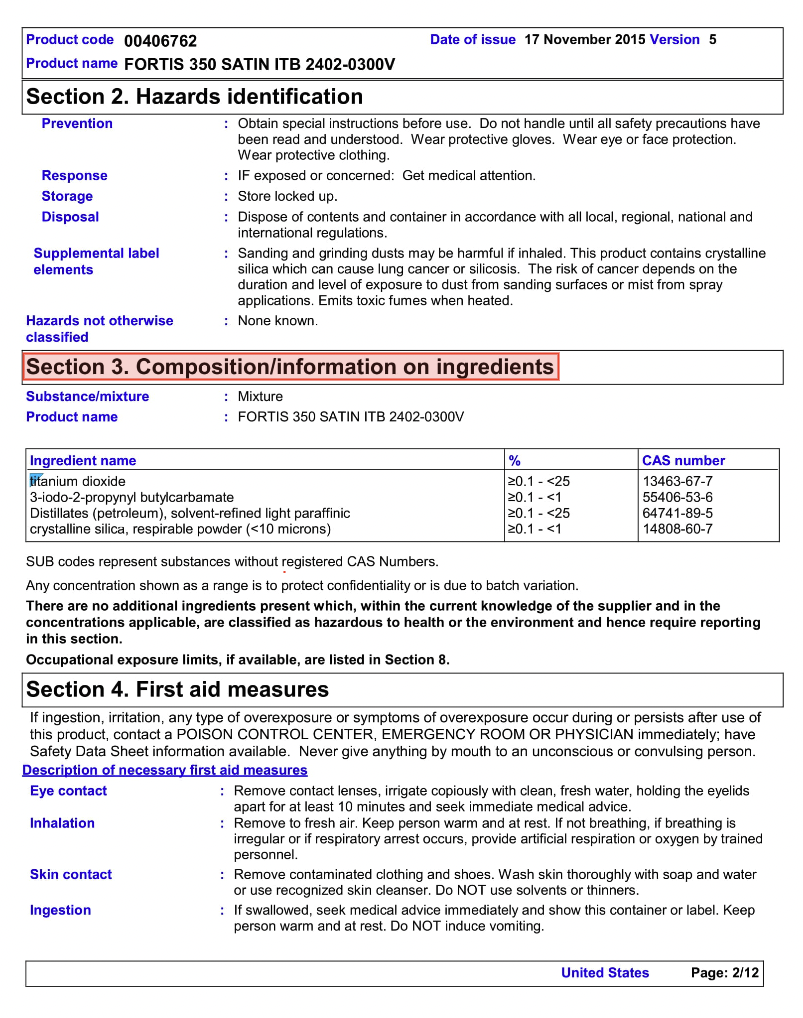 Product code 00406762 Date of issue 17 November 2015 Version 5
Product name FORTIS 350 SATIN ITB 2402-0300V
Section 2. Hazards identification
Prevention : Obtain special instructions before use. Do not handle until all safety precautions have
been read and understood. Wear protective gloves. Wear eye or face protection.
Wear protective clothing.
Response : IF exposed or concerned: Get medical attention.
Storage : Store locked up.
Disposal : Dispose of contents and container in accordance with all local, regional, national and
international regulations.
Supplemental label : Sanding and grinding dusts may be harmful if inhaled. This product contains crystalline
elements silica which can cause lung cancer or silicosis. The risk of cancer depends on the
duration and level of exposure to dust from sanding surfaces or mist from spray
applications. Emits toxic fumes when heated.
Hazards not otherwise : None known.
classified
Section 3. Composition/information on ingredients
Substance/mixture : Mixture
Product name : FORTIS 350 SATIN ITB 2402-0300V
Ingredient name % CAS number
titanium dioxide ≥0.1 - <25 13463-67-7
3-iodo-2-propynyl butylcarbamate ≥0.1 - <1 55406-53-6
Distillates (petroleum), solvent-refined light paraffinic ≥0.1 - <25 64741-89-5
crystalline silica, respirable powder (<10 microns) ≥0.1 - <1 14808-60-7
SUB codes represent substances without registered CAS Numbers.
Any concentration shown as a range is to protect confidentiality or is due to batch variation.
There are no additional ingredients present which, within the current knowledge of the supplier and in the
concentrations applicable, are classified as hazardous to health or the environment and hence require reporting
in this section.
Occupational exposure limits, if available, are listed in Section 8.
Section 4. First aid measures
If ingestion, irritation, any type of overexposure or symptoms of overexposure occur during or persists after use of
this product, contact a POISON CONTROL CENTER, EMERGENCY ROOM OR PHYSICIAN immediately; have
Safety Data Sheet information available. Never give anything by mouth to an unconscious or convulsing person.
Description of necessary first aid measures
Eye contact : Remove contact lenses, irrigate copiously with clean, fresh water, holding the eyelids
apart for at least 10 minutes and seek immediate medical advice.
Inhalation : Remove to fresh air. Keep person warm and at rest. If not breathing, if breathing is
irregular or if respiratory arrest occurs, provide artificial respiration or oxygen by trained
personnel.
Skin contact : Remove contaminated clothing and shoes. Wash skin thoroughly with soap and water
or use recognized skin cleanser. Do NOT use solvents or thinners.
Ingestion : If swallowed, seek medical advice immediately and show this container or label. Keep
person warm and at rest. Do NOT induce vomiting.
United States Page: 2/12